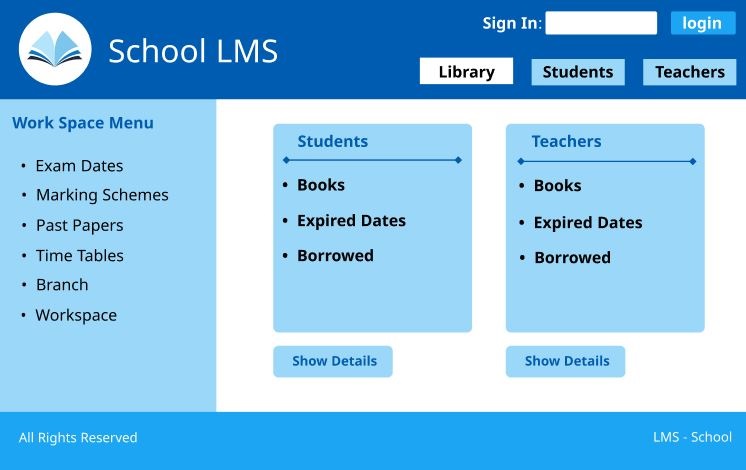 Sign In:
login
School LMS
Library
Students
Teachers
Work Space Menu
• Exam Dates
• Marking Schemes
• Past Papers
• Time Tables
• Branch
• Workspace
Students
• Books
• Expired Dates
• Borrowed
Show Details
Teachers
• Books
• Expired Dates
• Borrowed
Show Details
All Rights Reserved
LMS - School